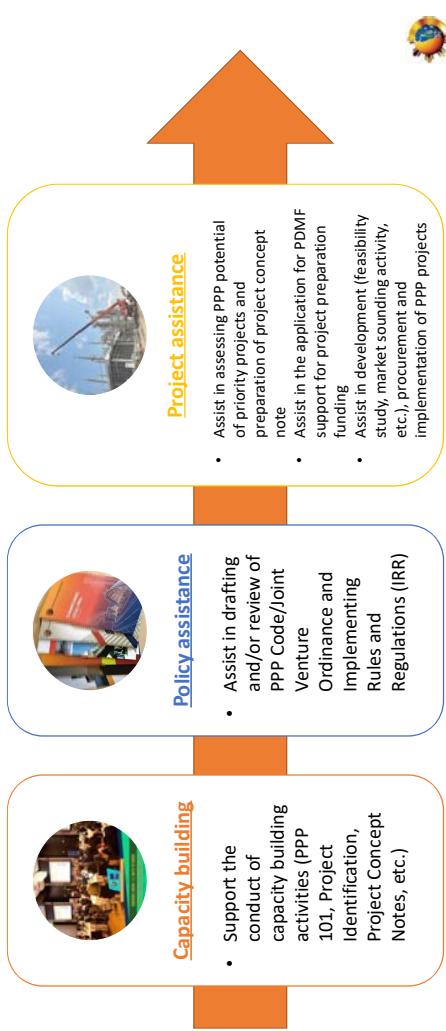 Capacity building
• Support the
conduct of
capacity building
activities (PPP
101, Project
Identification,
Project Concept
Notes, etc.)
Policy assistance
• Assist in drafting
and/or review of
PPP Code/Joint
Venture
Ordinance and
Implementing
Rules and
Regulations (IRR)
Project assistance
• Assist in assessing PPP potential
of priority projects and
preparation of project concept
note
• Assist in the application for PDMF
support for project preparation
funding
• Assist in development (feasibility
study, market sounding activity,
etc.), procurement and
implementation of PPP projects